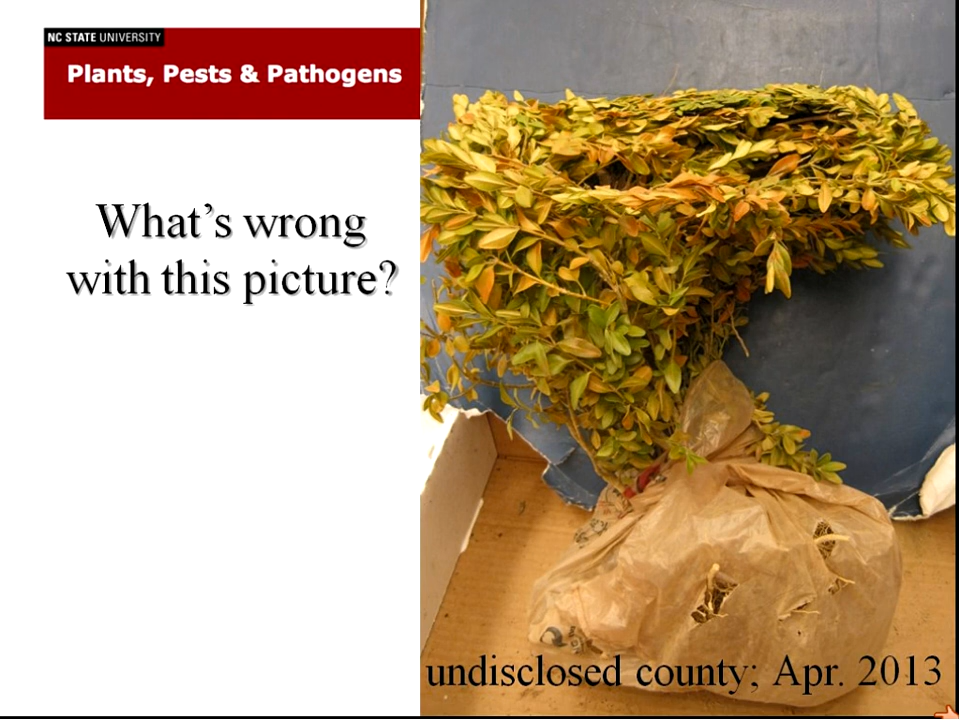 NC STATE UNIVERSITY
Plants, Pests & Pathogens
What's wrong
with this picture?
undisclosed county; Apr. 2013